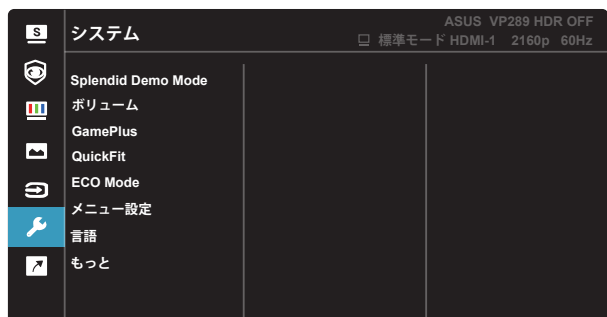 S
システム
ASUS VP289 HDR OFF
標準モード HDMI-1 2160p 60Hz
Splendid Demo Mode
ボリューム
GamePlus
QuickFit
ECO Mode
メニュー設定
言語
もっと